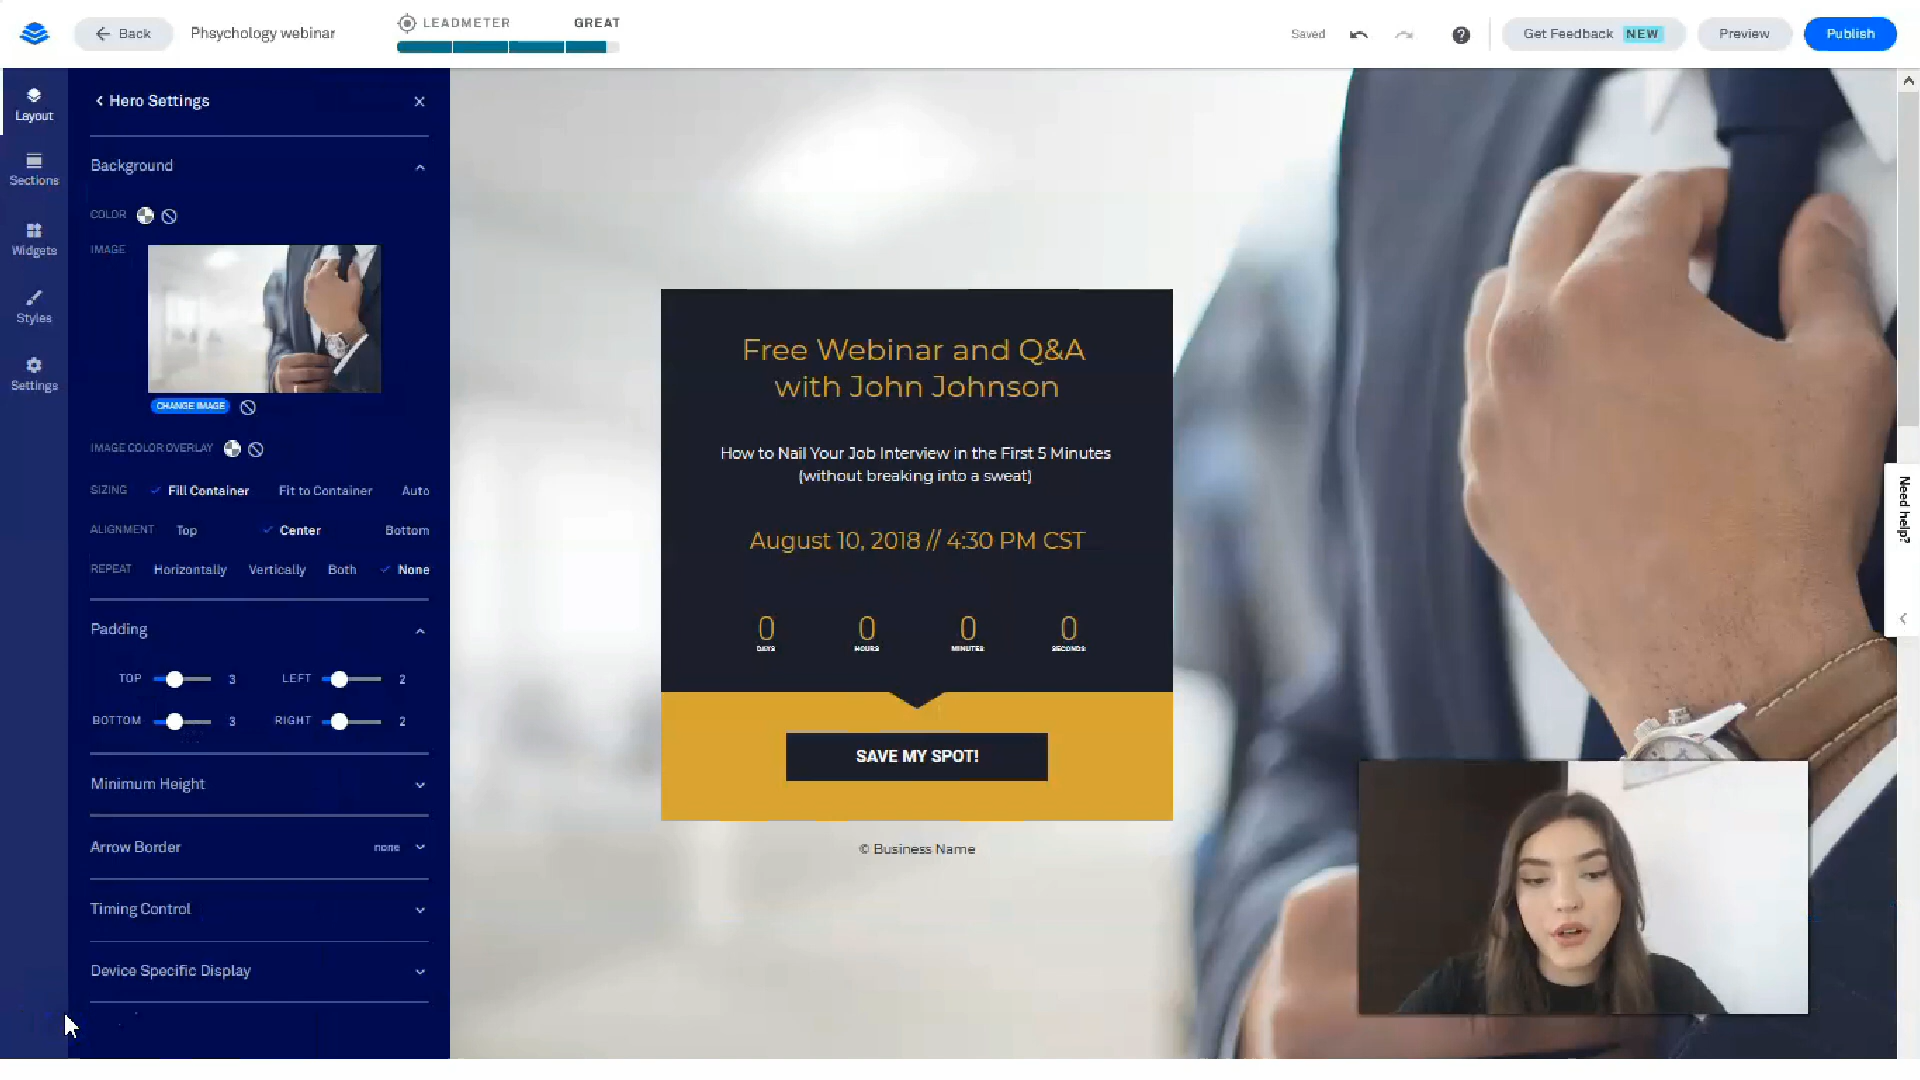 Back
Phsychology webinar
LEADMETER GREAT
Saved
Get Feedback NEW
Preview
Publish
Layout
Sections
Widgets
Styles
Settings
Hero Settings
Background
COLOR
IMAGE
CHANGE IMAGE
IMAGE COLOR OVERLAY
SIZING Fill Container Fit to Container Auto
ALIGNMENT Top Center Bottom
REPEAT Horizontally Vertically Both None
Padding
TOP 3 LEFT 2
BOTTOM 3 RIGHT 2
Minimum Height
Arrow Border none
Timing Control
Device Specific Display
Free Webinar and Q&A
with John Johnson
How to Nail Your Job Interview in the First 5 Minutes
(without breaking into a sweat)
August 10, 2018 // 4:30 PM CST
0 0 0 0
DAYS HOURS MINUTES SECONDS
SAVE MY SPOT!
© Business Name
Need help?